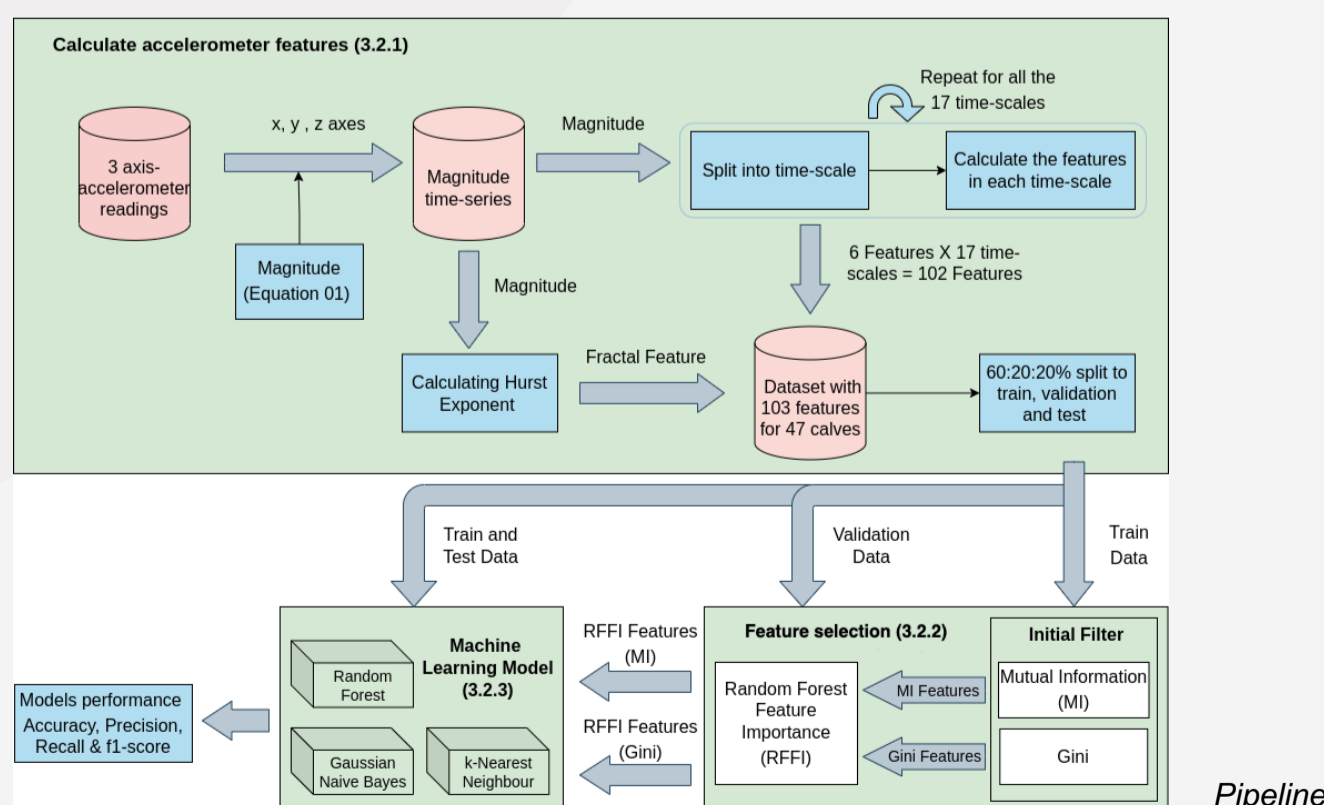 Calculate accelerometer features (3.2.1)
Repeat for all the
17 time-scales
x, y , z axes
Magnitude
3 axis-
accelerometer
readings
Magnitude
time-series
Split into time-scale
Calculate the features
in each time-scale
Magnitude
(Equation 01)
Magnitude
6 Features X 17 time-
scales = 102 Features
Calculating Hurst
Exponent
Fractal Feature
Dataset with
103 features
for 47 calves
60:20:20% split to
train, validation
and test
Train and
Test Data
Validation
Data
Train
Data
Machine
Learning Model
(3.2.3)
Random
Forest
Gaussian
Naive Bayes
k-Nearest
Neighbour
RFFI Features
(MI)
RFFI Features
(Gini)
Feature selection (3.2.2)
Random Forest
Feature
Importance
(RFFI)
MI Features
Gini Features
Initial Filter
Mutual Information
(MI)
Gini
Models performance
Accuracy, Precision,
Recall & f1-score
Pipeline